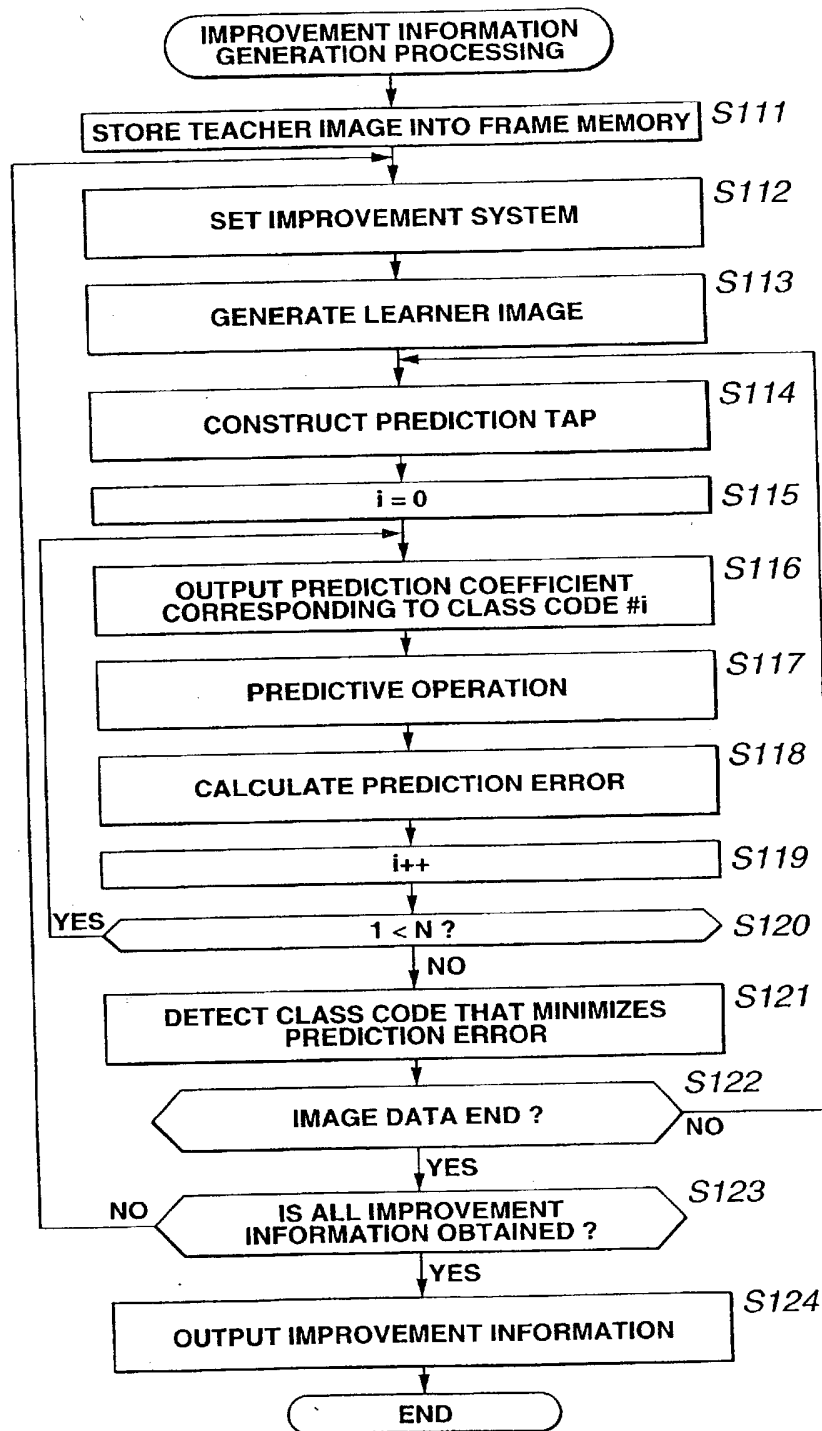 IMPROVEMENT INFORMATION
GENERATION PROCESSING
STORE TEACHER IMAGE INTO FRAME MEMORY
S111
SET IMPROVEMENT SYSTEM
S112
GENERATE LEARNER IMAGE
S113
CONSTRUCT PREDICTION TAP
S114
i = 0
S115
OUTPUT PREDICTION COEFFICIENT
CORRESPONDING TO CLASS CODE #i
S116
PREDICTIVE OPERATION
S117
CALCULATE PREDICTION ERROR
S118
i++
S119
YES
1 < N ?
S120
NO
DETECT CLASS CODE THAT MINIMIZES
PREDICTION ERROR
S121
IMAGE DATA END ?
S122
NO
YES
NO
IS ALL IMPROVEMENT
INFORMATION OBTAINED ?
S123
YES
OUTPUT IMPROVEMENT INFORMATION
S124
END